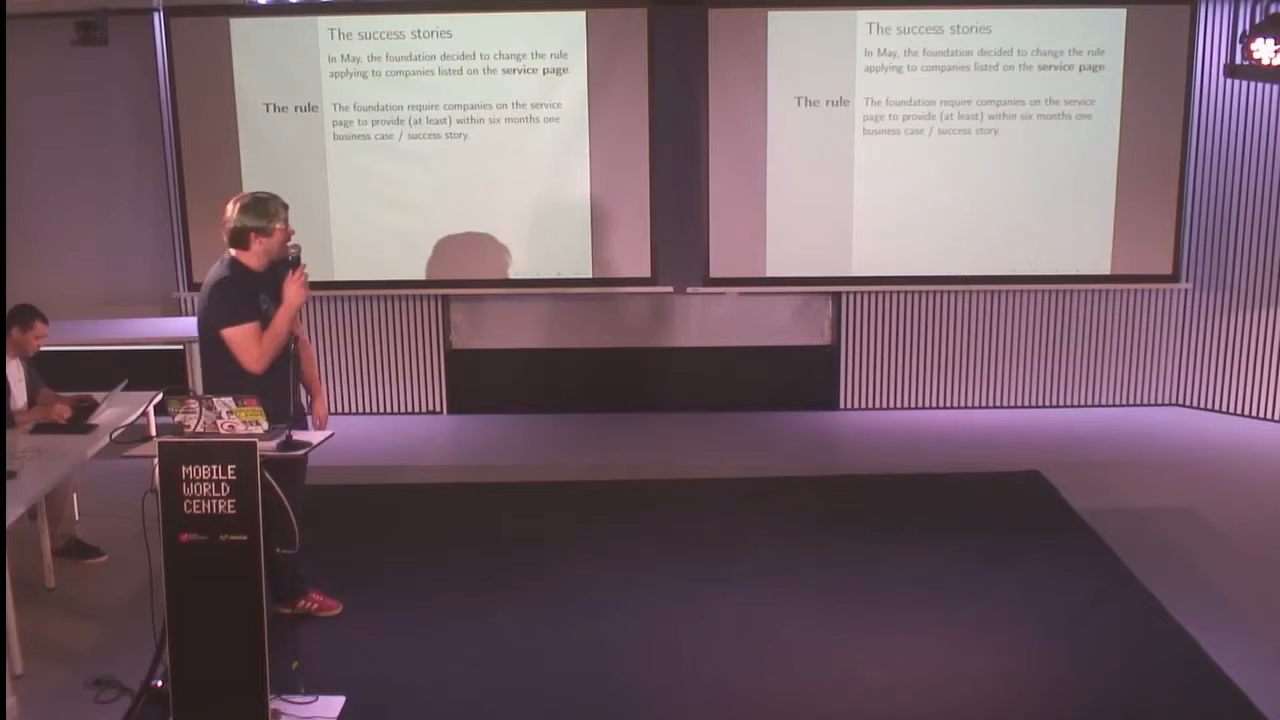 The success stories
In May, the foundation decided to change the rule
applying to companies listed on the service page.
The rule
The foundation require companies on the service
page to provide (at least) within six months one
business case / success story.
The success stories
In May, the foundation decided to change the rule
applying to companies listed on the service page.
The rule
The foundation require companies on the service
page to provide (at least) within six months one
business case / success story.
MOBILE
WORLD
CENTRE